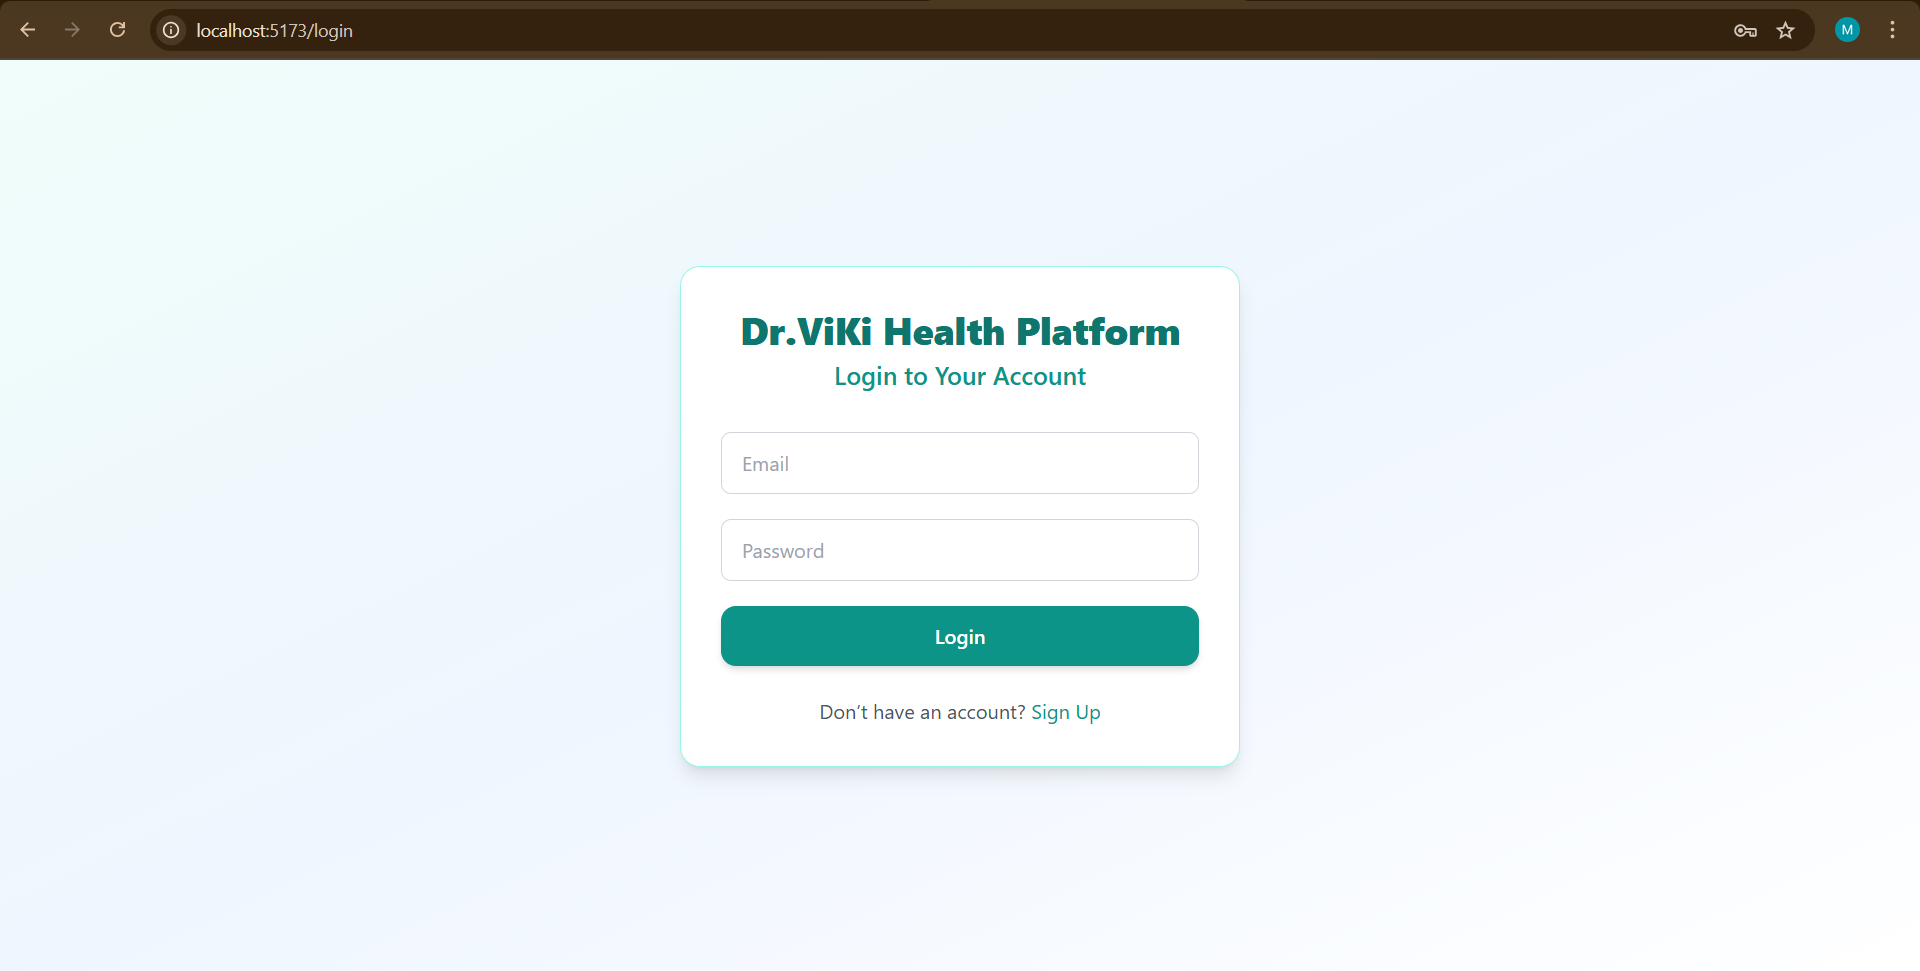 localhost:5173/login
M
Dr.ViKi Health Platform
Login to Your Account
Email
Password
Login
Don’t have an account? Sign Up